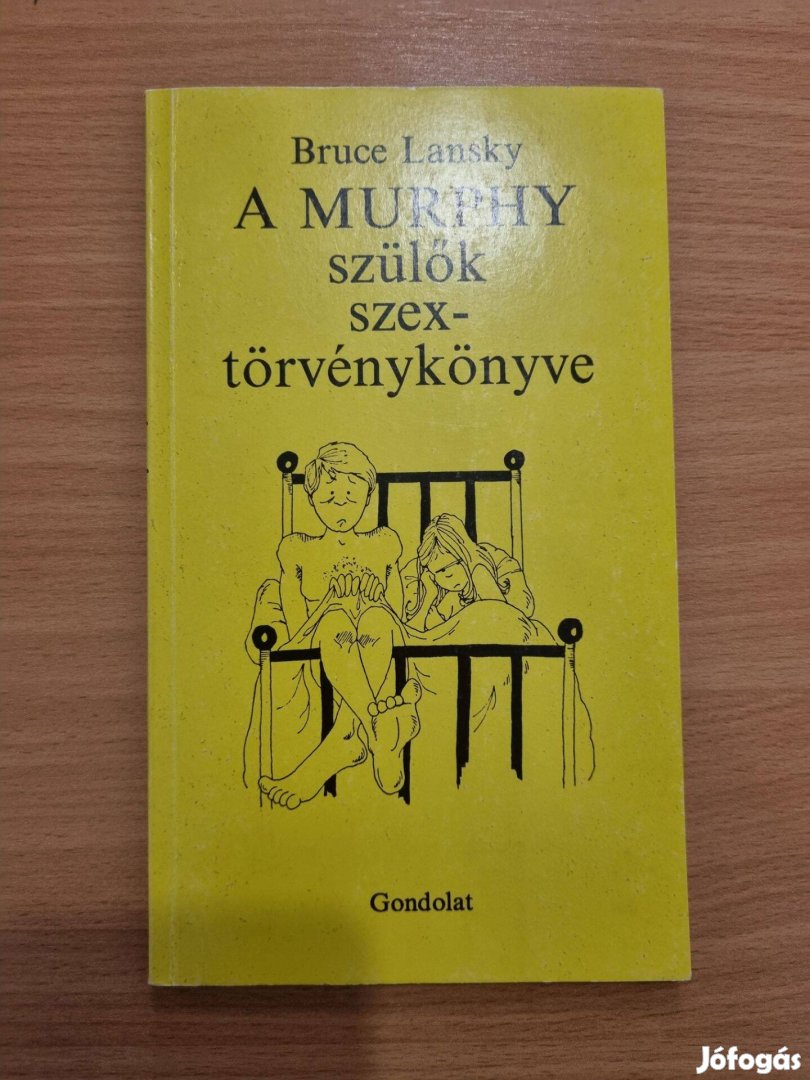 Bruce Lansky
A MURPHY
szülők
szex-
törvénykönyve
Gondolat
Jófogás